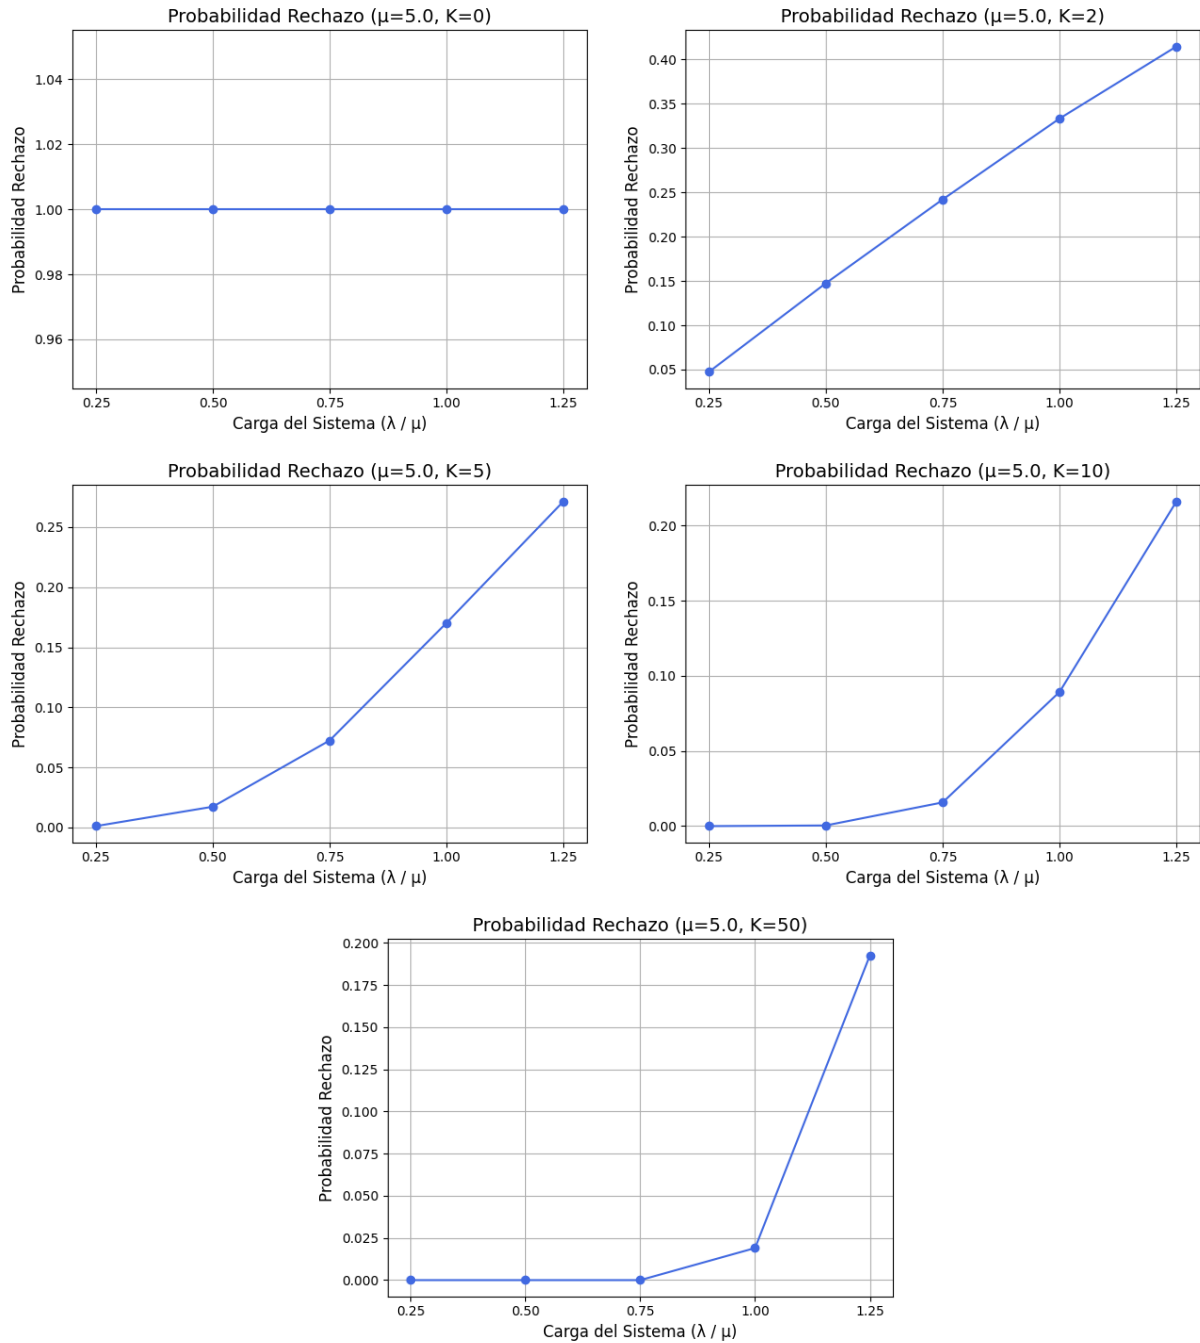 Probabilidad Rechazo (μ=5.0, K=0)
Probabilidad Rechazo
1.04
1.02
1.00
0.98
0.96
0.25 0.50 0.75 1.00 1.25
Carga del Sistema (λ / μ)
Probabilidad Rechazo (μ=5.0, K=2)
Probabilidad Rechazo
0.40
0.35
0.30
0.25
0.20
0.15
0.10
0.05
0.25 0.50 0.75 1.00 1.25
Carga del Sistema (λ / μ)
Probabilidad Rechazo (μ=5.0, K=5)
Probabilidad Rechazo
0.25
0.20
0.15
0.10
0.05
0.00
0.25 0.50 0.75 1.00 1.25
Carga del Sistema (λ / μ)
Probabilidad Rechazo (μ=5.0, K=10)
Probabilidad Rechazo
0.20
0.15
0.10
0.05
0.00
0.25 0.50 0.75 1.00 1.25
Carga del Sistema (λ / μ)
Probabilidad Rechazo (μ=5.0, K=50)
Probabilidad Rechazo
0.200
0.175
0.150
0.125
0.100
0.075
0.050
0.025
0.000
0.25 0.50 0.75 1.00 1.25
Carga del Sistema (λ / μ)